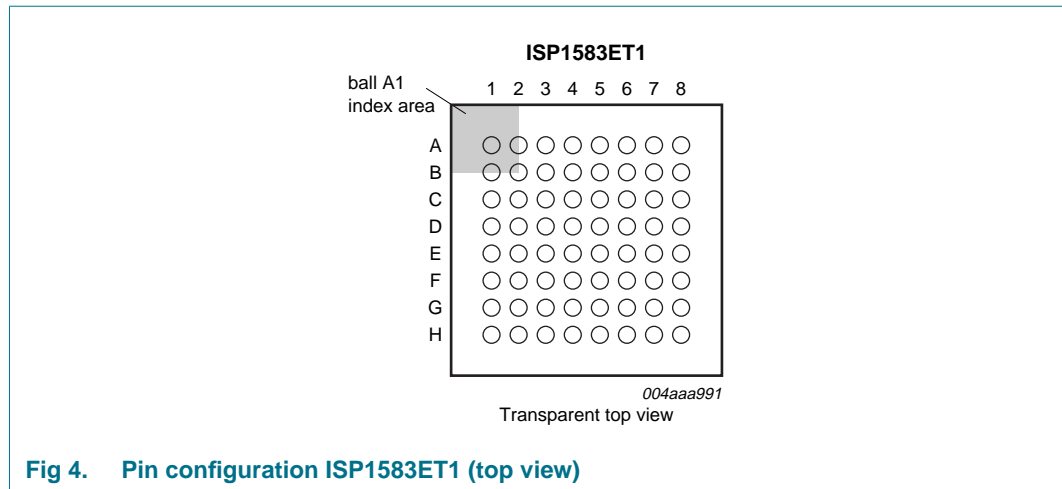 ISP1583ET1
ball A1
index area
1 2 3 4 5 6 7 8
A
B
C
D
E
F
G
H
004aaa991
Transparent top view
Fig 4. Pin configuration ISP1583ET1 (top view)